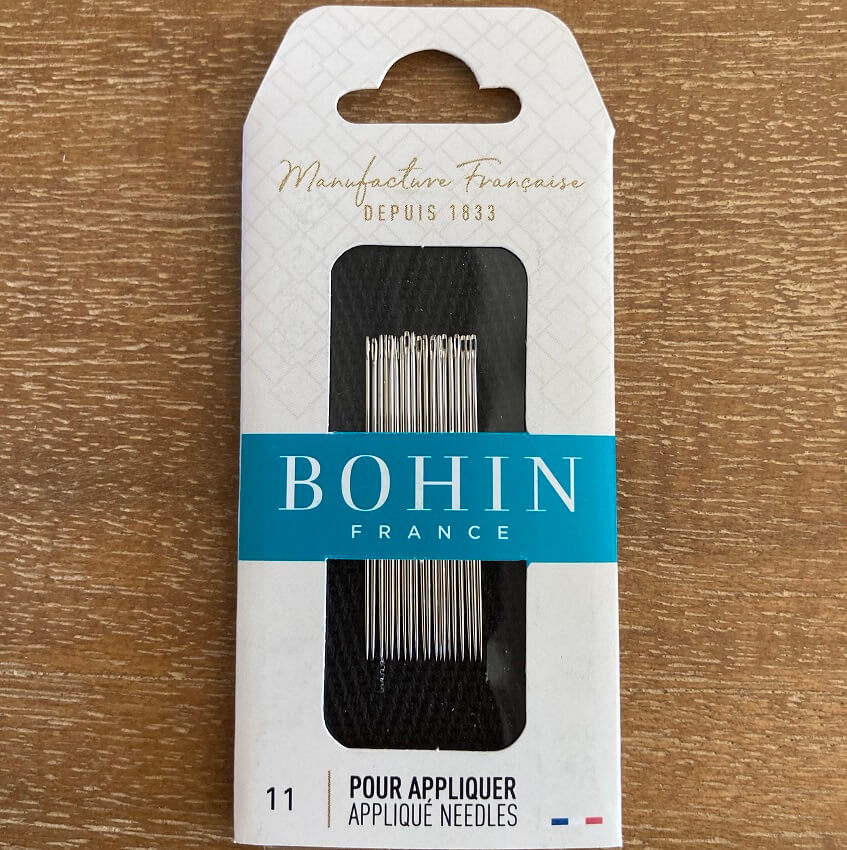 Manufacture Française
DEPUIS 1833
BOHIN
FRANCE
11
POUR APPLIQUER
APPLIQUÉ NEEDLES